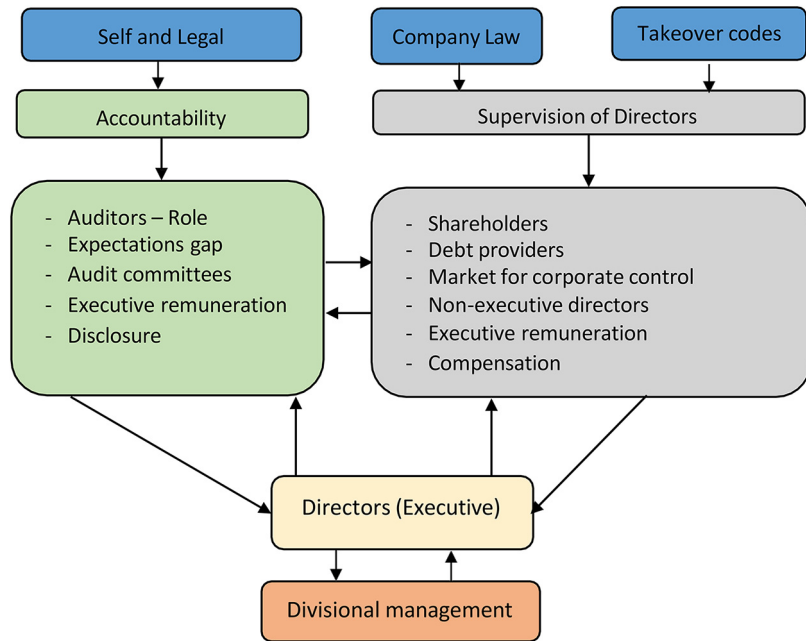 Self and Legal
Company Law
Takeover codes
Accountability
Supervision of Directors
- Auditors – Role
- Expectations gap
- Audit committees
- Executive remuneration
- Disclosure
- Shareholders
- Debt providers
- Market for corporate control
- Non-executive directors
- Executive remuneration
- Compensation
Directors (Executive)
Divisional management